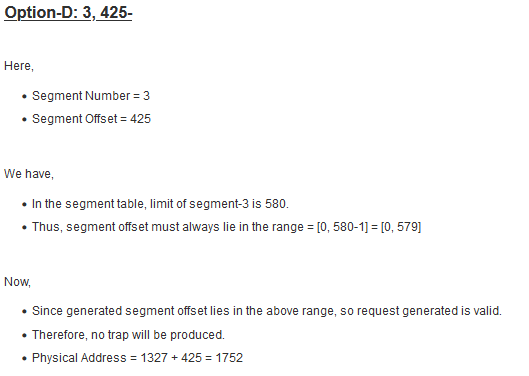 Option-D: 3, 425-
Here,
• Segment Number = 3
• Segment Offset = 425
We have,
• In the segment table, limit of segment-3 is 580.
• Thus, segment offset must always lie in the range = [0, 580-1] = [0, 579]
Now,
• Since generated segment offset lies in the above range, so request generated is valid.
• Therefore, no trap will be produced.
• Physical Address = 1327 + 425 = 1752